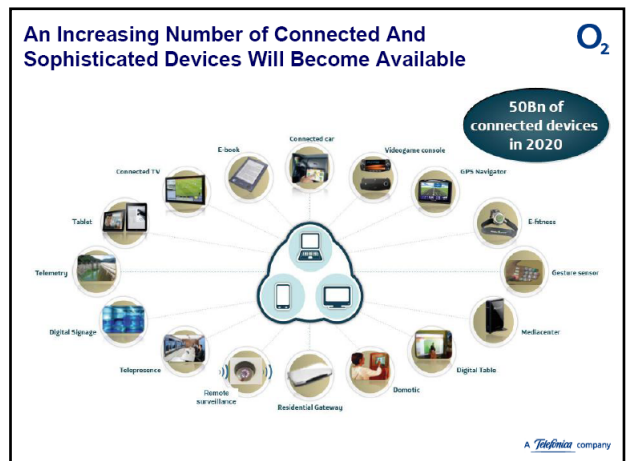 An Increasing Number of Connected And
Sophisticated Devices Will Become Available
O2
50Bn of
connected devices
in 2020
Connected car
E-book
Videogame console
Connected TV
GPS Navigator
Tablet
E-fitness
Telemetry
Gesture sensor
Digital Signage
Mediacenter
Telepresence
Digital Table
Remote
surveillance
Domotic
Residential Gateway
A Telefónica company